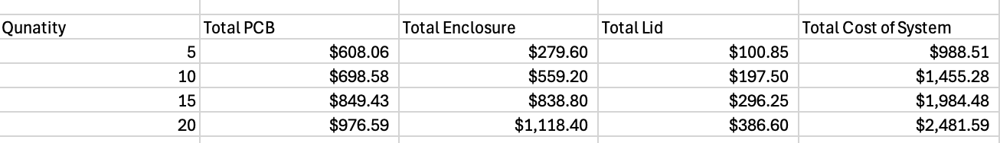 Qunatity Total PCB Total Enclosure Total Lid Total Cost of System
5 $608.06 $279.60 $100.85 $988.51
10 $698.58 $559.20 $197.50 $1,455.28
15 $849.43 $838.80 $296.25 $1,984.48
20 $976.59 $1,118.40 $386.60 $2,481.59